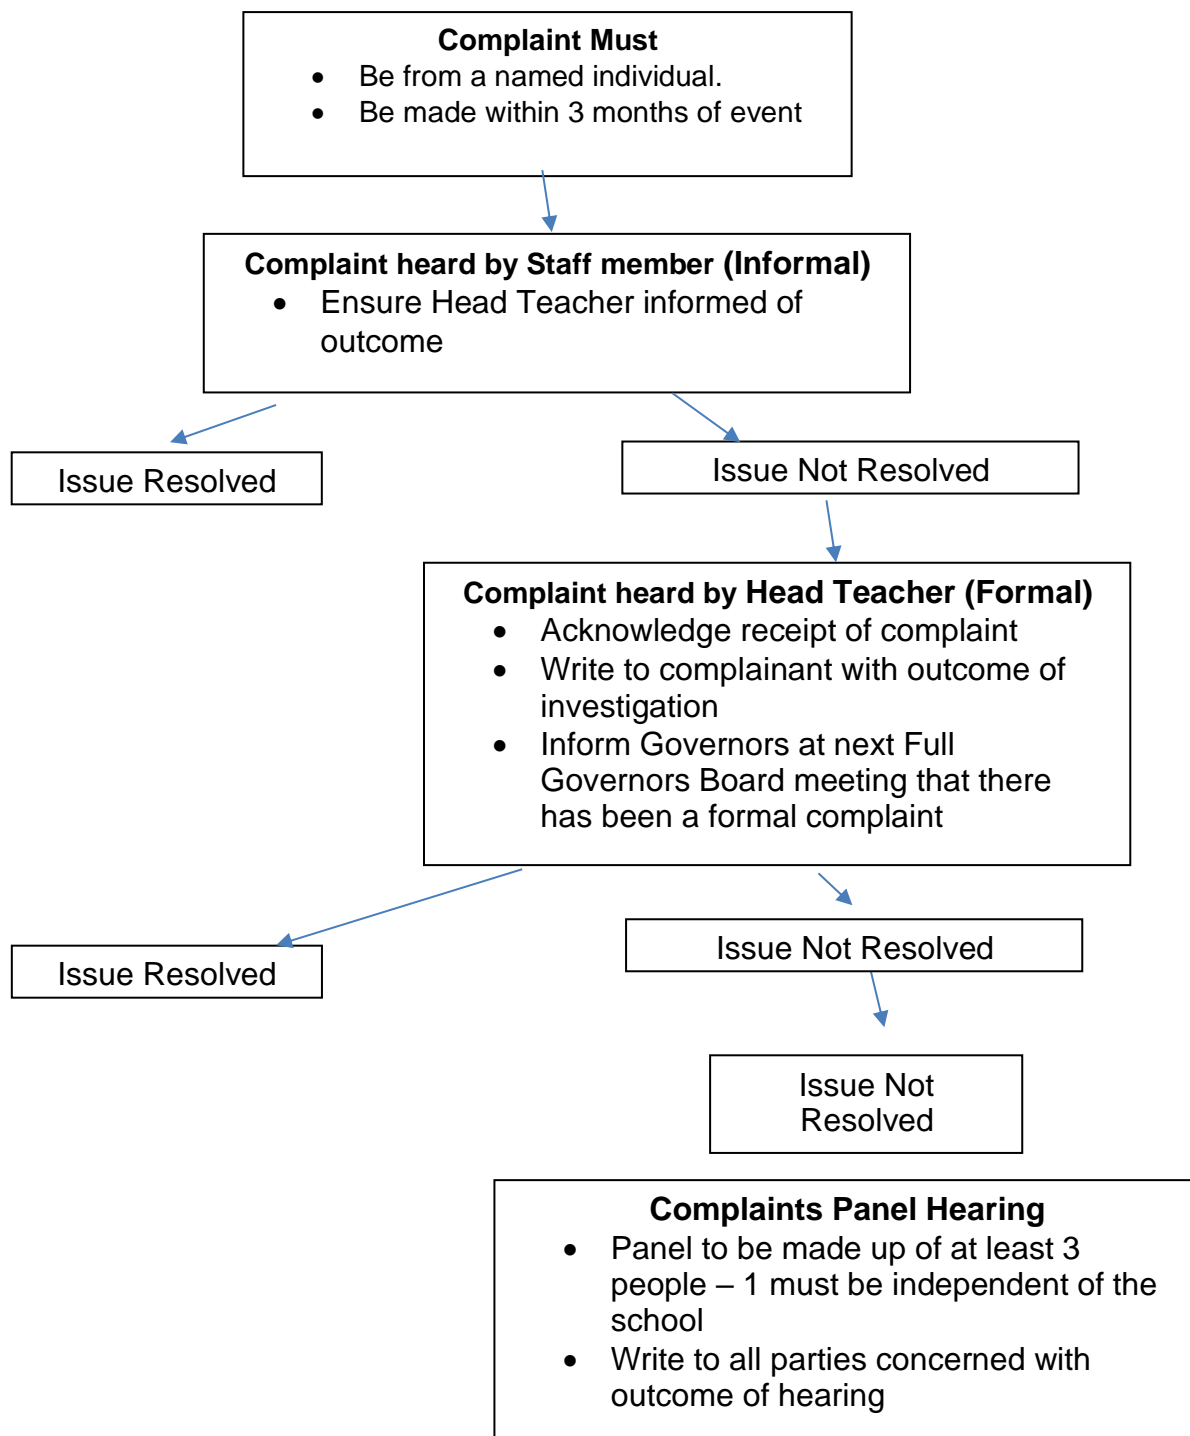 Complaint Must
• Be from a named individual.
• Be made within 3 months of event
Complaint heard by Staff member (Informal)
• Ensure Head Teacher informed of
outcome
Issue Resolved
Issue Not Resolved
Complaint heard by Head Teacher (Formal)
• Acknowledge receipt of complaint
• Write to complainant with outcome of
investigation
• Inform Governors at next Full
Governors Board meeting that there
has been a formal complaint
Issue Resolved
Issue Not Resolved
Issue Not
Resolved
Complaints Panel Hearing
• Panel to be made up of at least 3
people – 1 must be independent of the
school
• Write to all parties concerned with
outcome of hearing